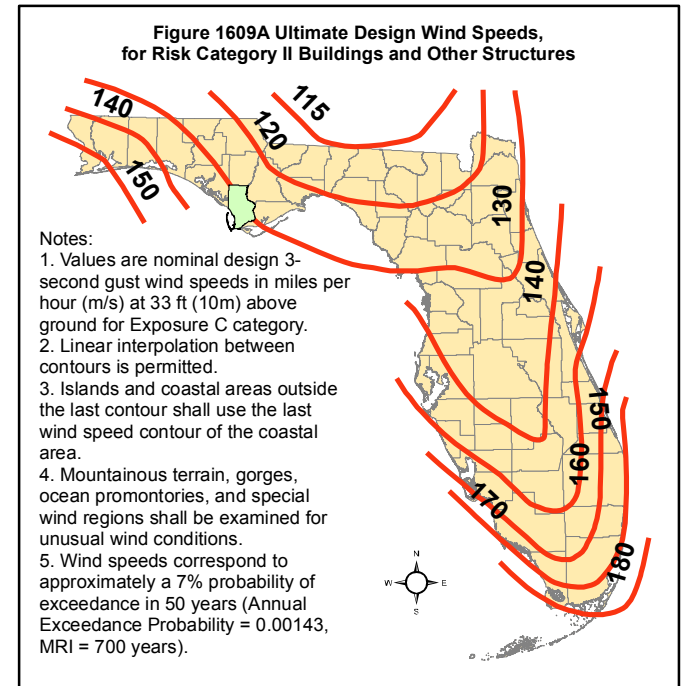 Figure 1609A Ultimate Design Wind Speeds,
for Risk Category II Buildings and Other Structures
115
140
120
150
130
Notes:
1. Values are nominal design 3-
second gust wind speeds in miles per
hour (m/s) at 33 ft (10m) above
ground for Exposure C category.
2. Linear interpolation between
contours is permitted.
3. Islands and coastal areas outside
the last contour shall use the last
wind speed contour of the coastal
area.
4. Mountainous terrain, gorges,
ocean promontories, and special
wind regions shall be examined for
unusual wind conditions.
5. Wind speeds correspond to
approximately a 7% probability of
exceedance in 50 years (Annual
Exceedance Probability = 0.00143,
MRI = 700 years).
140
150
160
170
180
N
W E
S